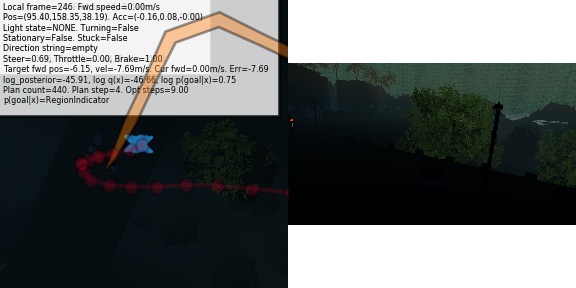 Local frame=246. Fwd speed=0.00m/s
Pos=(95.40,158.35,38.19). Acc=(-0.16,0.08,-0.00)
Light state=NONE. Turning=False
Stationary=False. Stuck=False
Direction string=empty
Steer=0.69, Throttle=0.00, Brake=1.00
Target fwd pos=-6.15, vel=-7.69m/s. Cur fwd=0.00m/s. Err=-7.69
log_posterior=-45.91, log q(x)=-46.66, log p(goal|x)=0.75
Plan count=440. Plan step=4. Opt steps=9.00
p(goal|x)=RegionIndicator